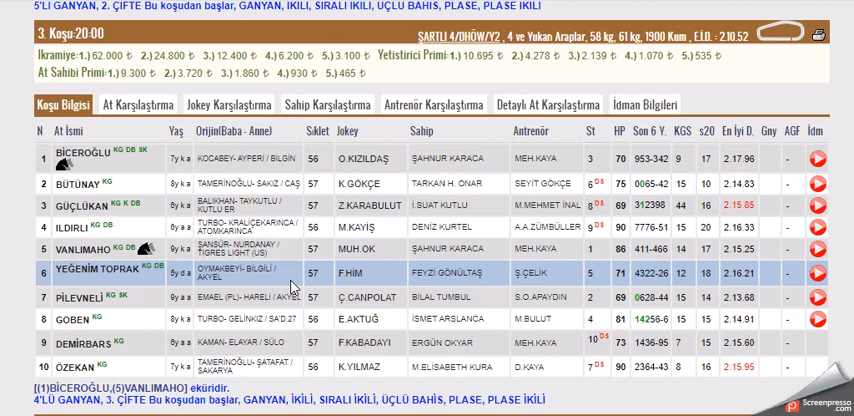 5'Lİ GANYAN, 2. ÇİFTE Bu koşudan başlar, GANYAN, İKİLİ, SIRALI İKİLİ, ÜÇLÜ BAHİS, PLASE, PLASE İKİLİ
3. Koşu:20:00 ŞARTLI 4/DHÖW/Y2 , 4 ve Yukarı Araplar, 58 kg, 61 kg, 1900 Kum , E.İ.D. : 2.10.52
İkramiye: 1.) 62.000 ₺ 2.) 24.800 ₺ 3.) 12.400 ₺ 4.) 6.200 ₺ 5.) 3.100 ₺ Yetistirici Primi: 1.) 10.695 ₺ 2.) 4.278 ₺ 3.) 2.139 ₺ 4.) 1.070 ₺ 5.) 535 ₺
At Sahibi Primi: 1.) 9.300 ₺ 2.) 3.720 ₺ 3.) 1.860 ₺ 4.) 930 ₺ 5.) 465 ₺
Koşu Bilgisi At Karşılaştırma Jokey Karşılaştırma Sahip Karşılaştırma Antrenör Karşılaştırma Detaylı At Karşılaştırma İdman Bilgileri
N At İsmi Yaş Orijin(Baba - Anne) Sıklet Jokey Sahip Antrenör St HP Son 6 Y. KGS s20 En İyi D. Gny AGF İdm
1 BİCEROĞLU KG DB SK 7y k a KOCABEY- AYPERİ / BİLGİN 56 O.KIZILDAŞ ŞAHNUR KARACA MEH.KAYA 3 70 953-342 9 17 2.17.96 -
2 BÜTÜNAY KG 8y a a TAMERİNOĞLU- SAKIZ / CAŞ 56 K.GÖKÇE TARKAN H. ONAR SEYİT GÖKÇE 6 DS 75 0065-42 15 10 2.14.83 -
3 GÜÇLÜKAN KG K DB BALIKHAN- TAYKUTLU / KUTLU ER 57 Z.KARABULUT İ.SUAT KUTLU M.MEHMET İNAL 8 DS 69 312398 44 16 2.15.85 -
4 ILDIRLI KG DB TURBO- KRALİÇEKARINCA / ATOMKARINCA 56 M.KAYİŞ DENİZ KURTEL A.A.ZÜMBÜLLER 9 DS 90 7776-51 15 20 2.16.33 -
5 VANLIMAHO KG DB 9y k a ŞANSÜR- NURDANAY / TIGRES LIGHT (US) 57 MUH.OK ŞAHNUR KARACA MEH.KAYA 1 86 411-466 14 17 2.15.25 -
6 YEĞENİM TOPRAK KG DB 5y d a OYMAKBEYİ- BİLGİLİ / AKYEL 57 F.HİM FEYZİ GÖNÜLTAŞ Ş.ÇELİK 5 71 4322-26 12 18 2.16.21 -
7 PİLEVNELİ KG SK 9y a a EMAEL (PL)- HARELİ / AKYEL 57 Ç.CANPOLAT BİLAL TUMBUL S.O.APAYDIN 2 69 0628-44 15 14 2.13.68 -
8 GOBEN KG 8y k a TURBO- GELİNKIZ / SA'D.27 57 E.AKTUĞ İSMET ARSLANCA M.BULUT 4 81 14256-6 15 15 2.14.91 -
9 DEMİRBARS KG 8y k a KAMAN- ELAYAR / SÜLO 57 F.KABADAYI ERGÜN OKYAR MEH.KAYA 10 DS 73 1436-95 7 15 2.15.60 -
10 ÖZEKAN KG 7y k a TAMERİNOĞLU- ŞATAFAT / SAKARYA 57 K.YILMAZ M.ELİSABETH KURA D.KAYA 7 DS 90 2364-43 8 16 2.15.95 -
[(1)BİCEROĞLU,(5)VANLIMAHO] eküridir.
4'LÜ GANYAN, 3. ÇİFTE Bu koşudan başlar, GANYAN, İKİLİ, SIRALI İKİLİ, ÜÇLÜ BAHİS, PLASE, PLASE İKİLİ
Screenpresso
.com